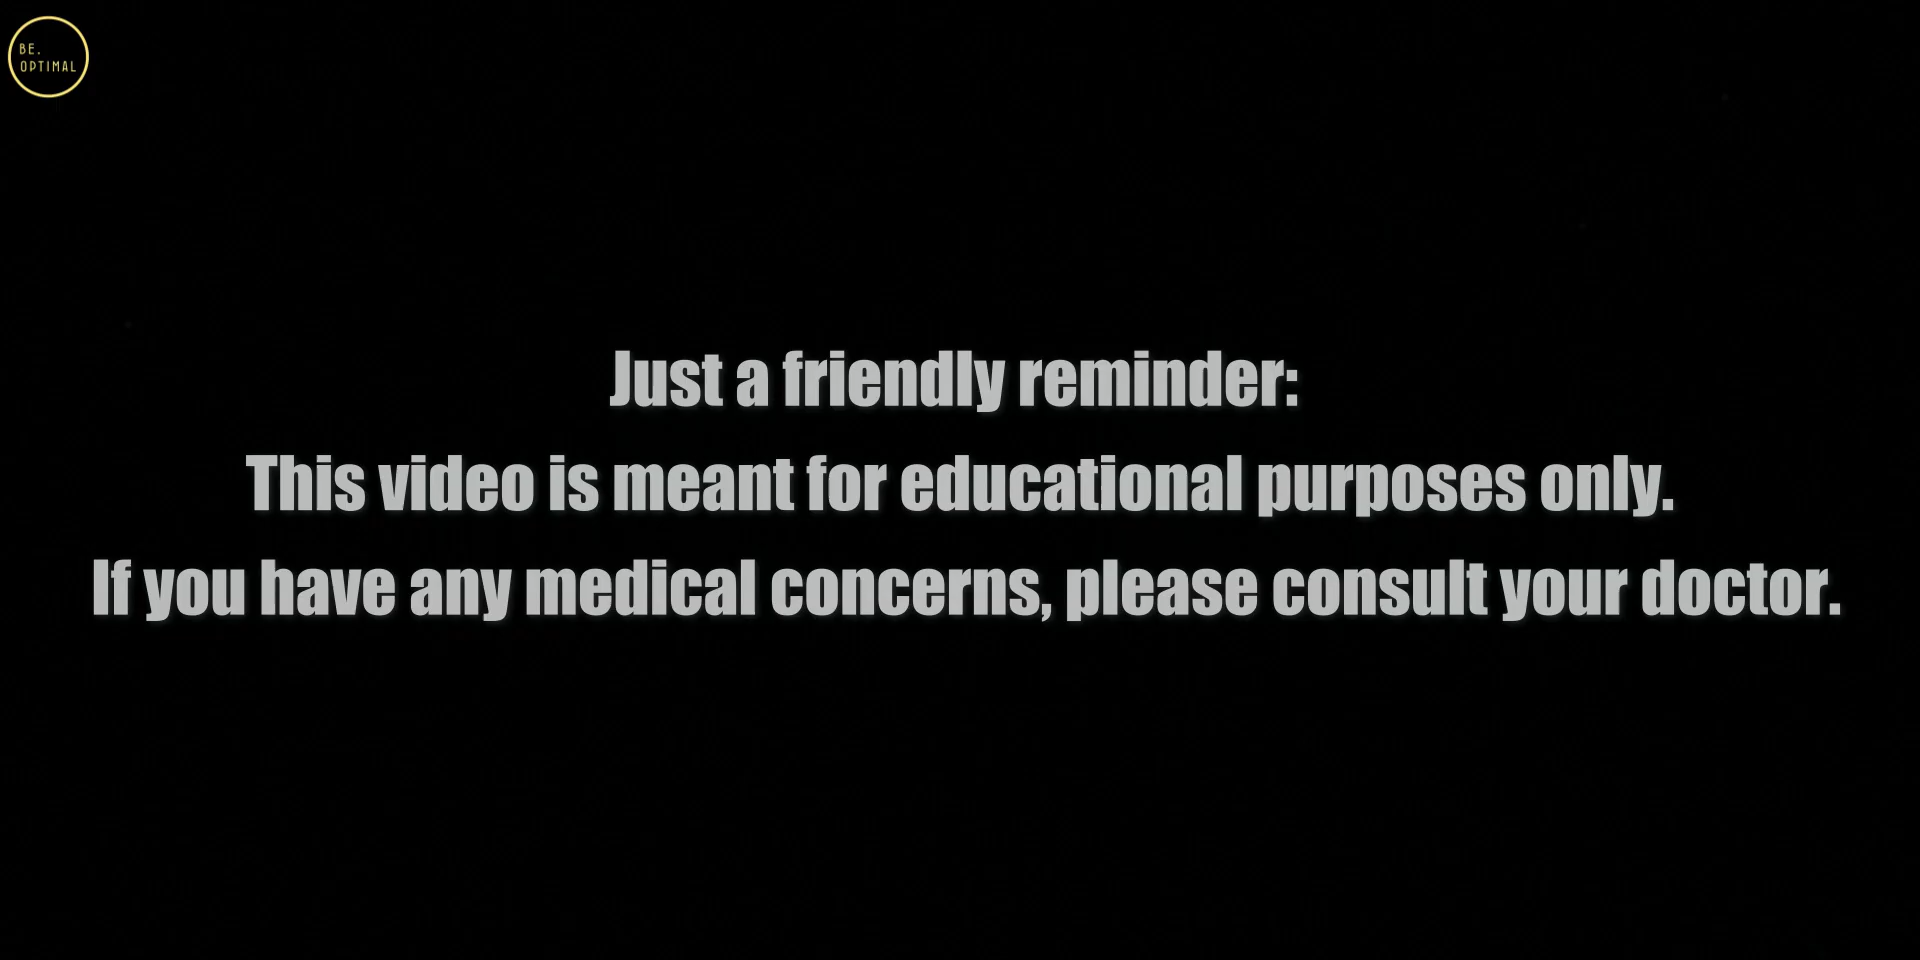 BE.
OPTIMAL
Just a friendly reminder:
This video is meant for educational purposes only.
If you have any medical concerns, please consult your doctor.